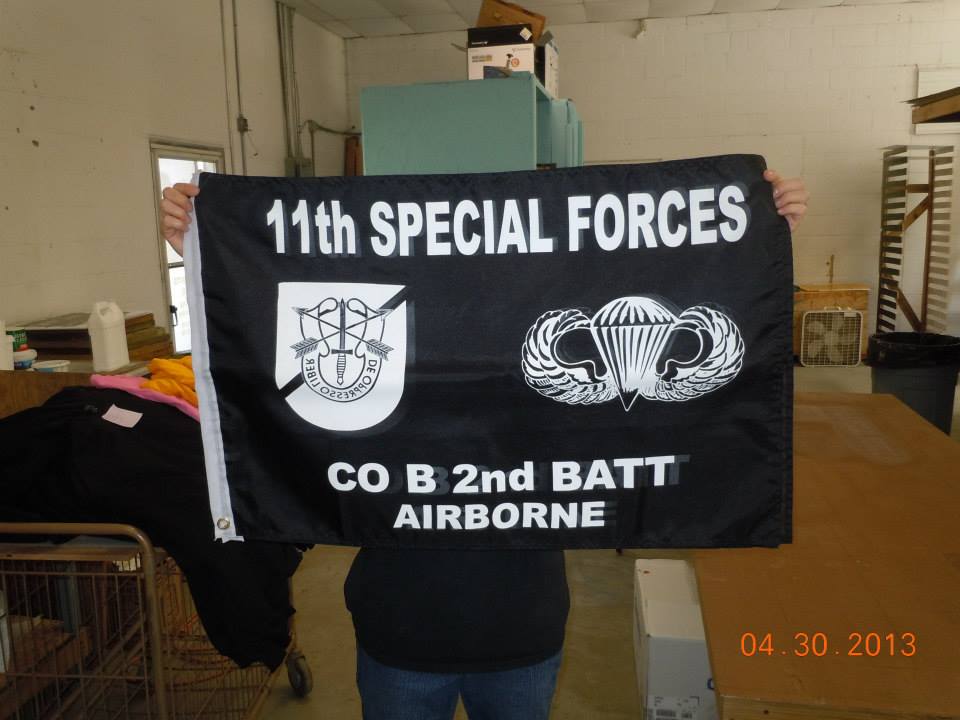 11th SPECIAL FORCES
DE OPPRESSO LIBER
CO B 2nd BATT
AIRBORNE
04.30.2013